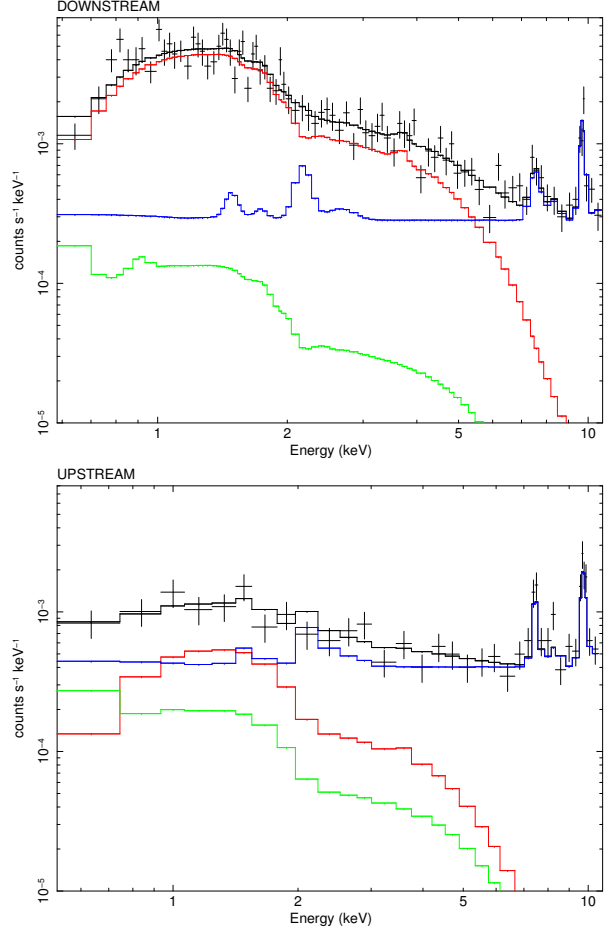 DOWNSTREAM
counts s⁻¹ keV⁻¹
10⁻³
10⁻⁴
10⁻⁵
1 2 5 10
Energy (keV)
UPSTREAM
counts s⁻¹ keV⁻¹
10⁻³
10⁻⁴
10⁻⁵
1 2 5 10
Energy (keV)